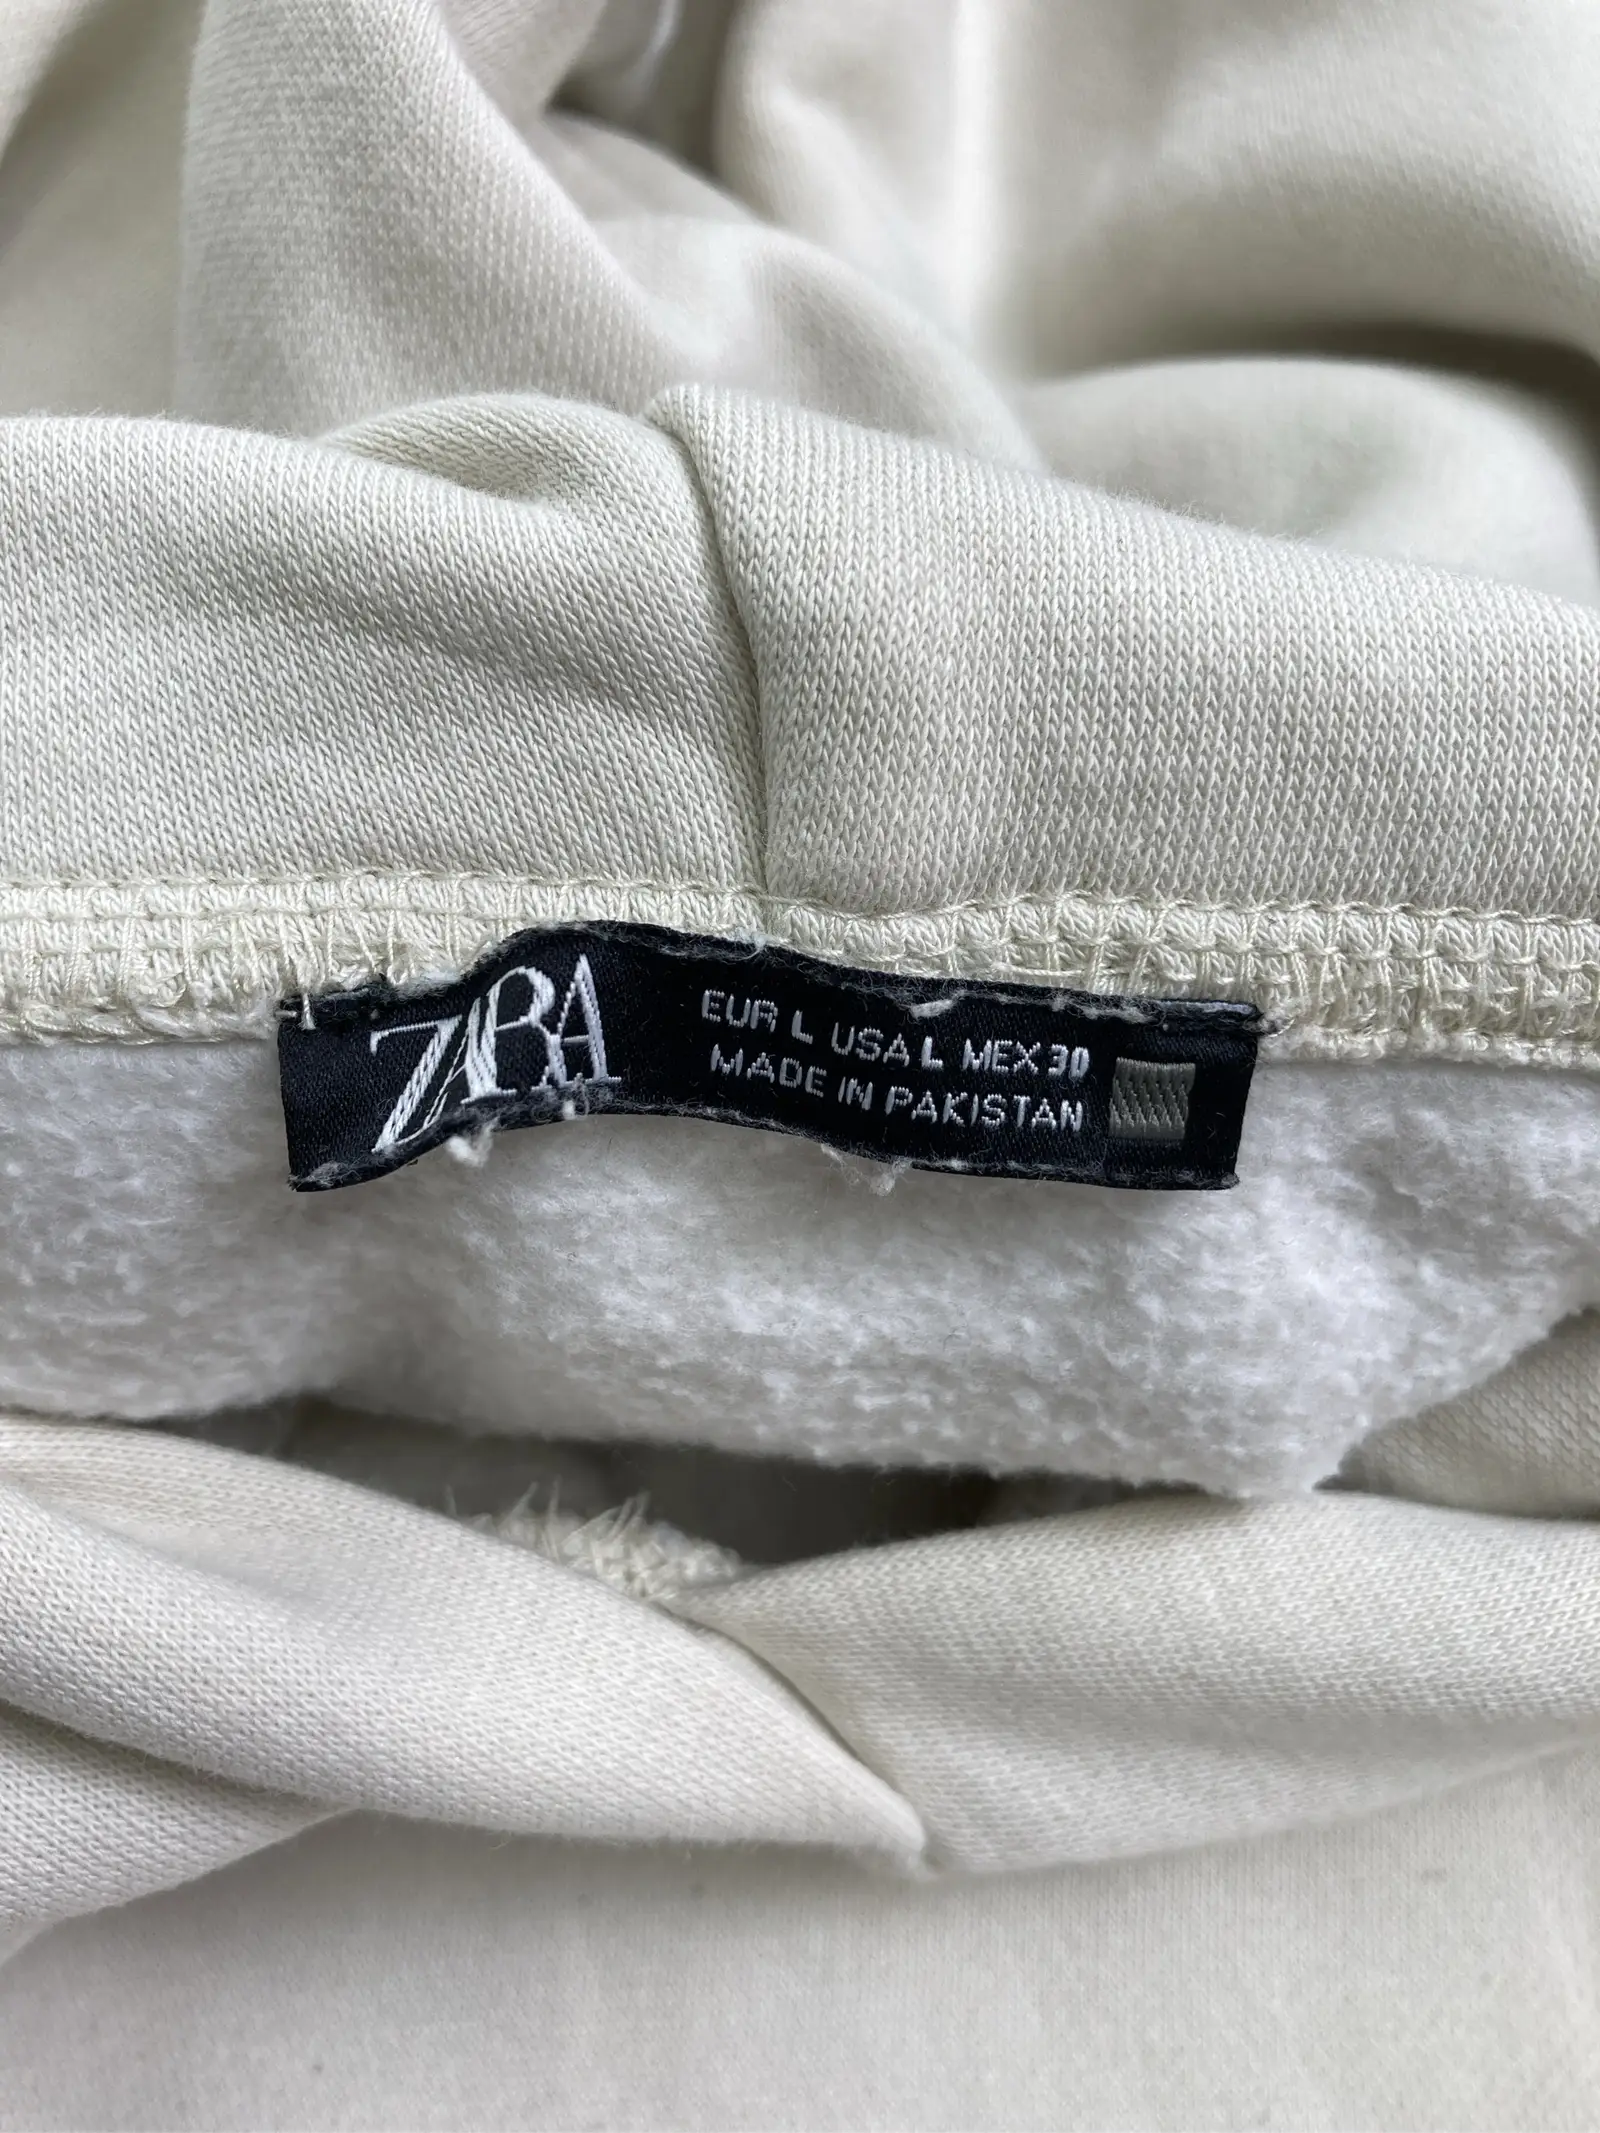 ZARA
EUR L USA L MEX 30
MADE IN PAKISTAN